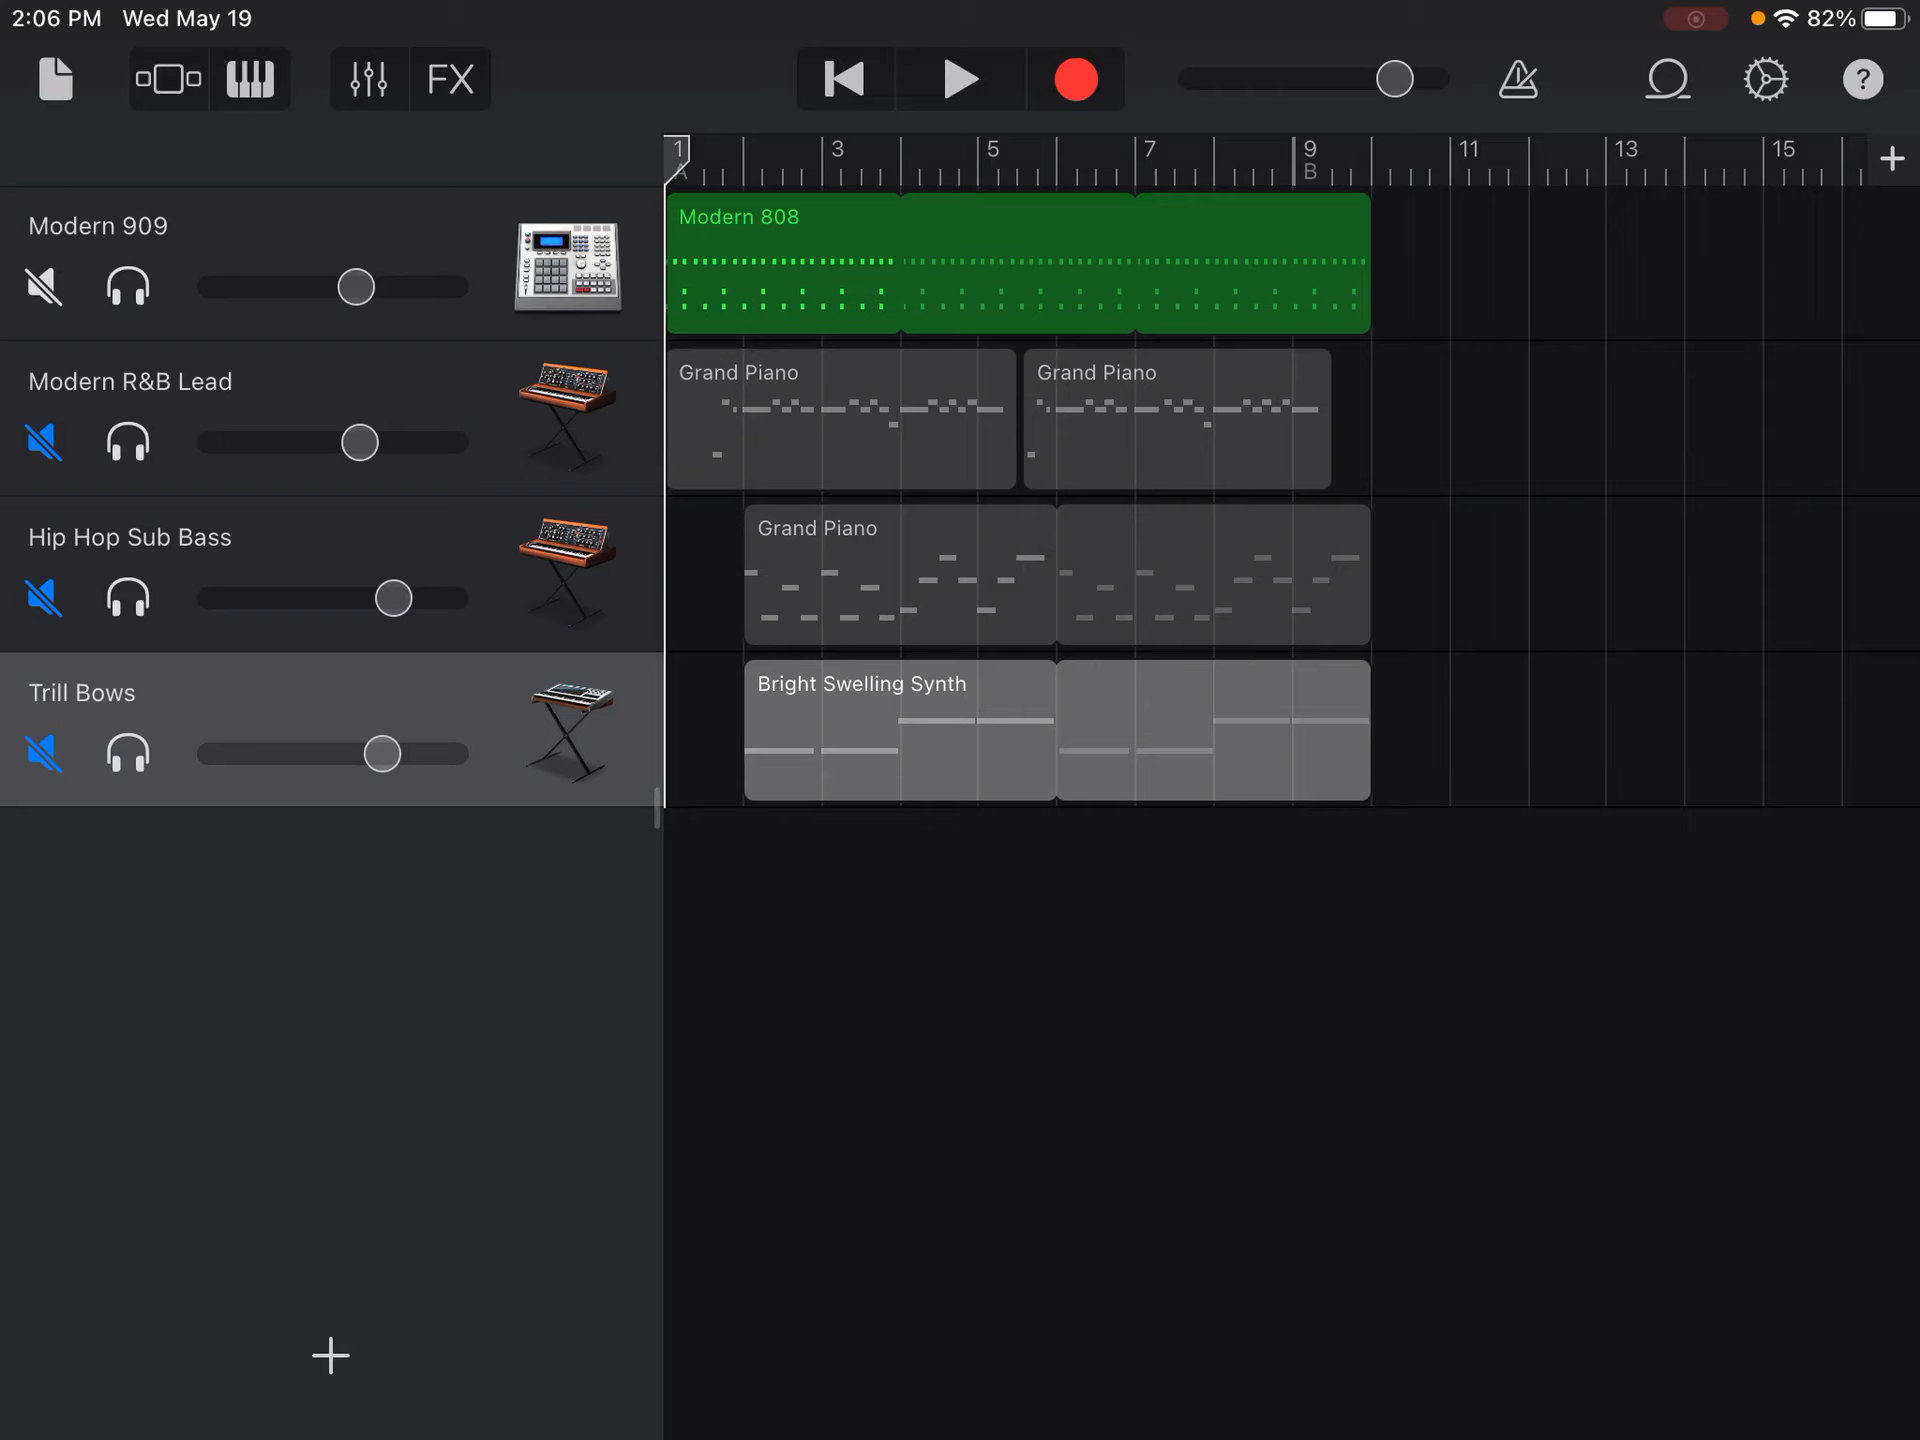 2:06 PM Wed May 19 82%
FX ?
1 3 5 7 9 11 13 15
A B
Modern 909
Modern 808
Modern R&B Lead
Grand Piano Grand Piano
Hip Hop Sub Bass
Grand Piano
Trill Bows
Bright Swelling Synth